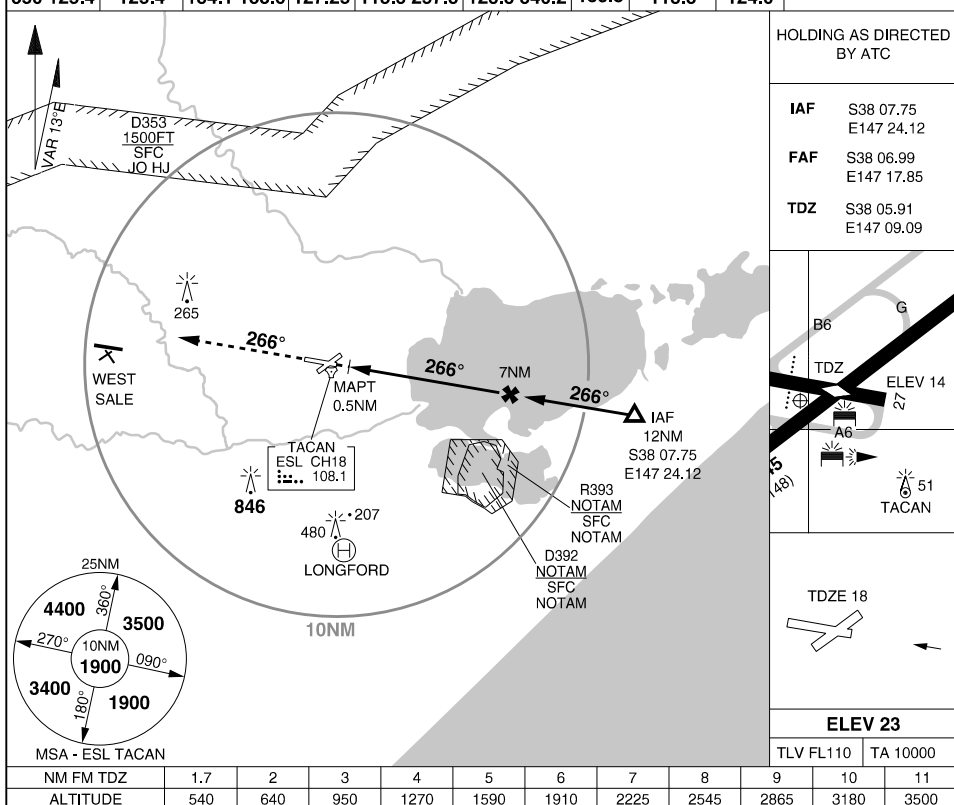 HOLDING AS DIRECTED
BY ATC
IAF S38 07.75
E147 24.12
FAF S38 06.99
E147 17.85
TDZ S38 05.91
E147 09.09
VAR 13°E
D353
1500FT
SFC
JO HJ
265
266°
266°
266°
7NM
WEST
SALE
MAPT
0.5NM
IAF
12NM
S38 07.75
E147 24.12
TACAN
ESL CH18
108.1
846
480
207
H
LONGFORD
R393
NOTAM
SFC
NOTAM
D392
NOTAM
SFC
NOTAM
10NM
B6
G
TDZ
ELEV 14
27
A6
51
TACAN
TDZE 18
25NM
4400
360°
3500
270°
10NM
1900
090°
3400
180°
1900
MSA - ESL TACAN
ELEV 23
TLV FL110 TA 10000
NM FM TDZ 1.7 2 3 4 5 6 7 8 9 10 11
ALTITUDE 540 640 950 1270 1590 1910 2225 2545 2865 3180 3500